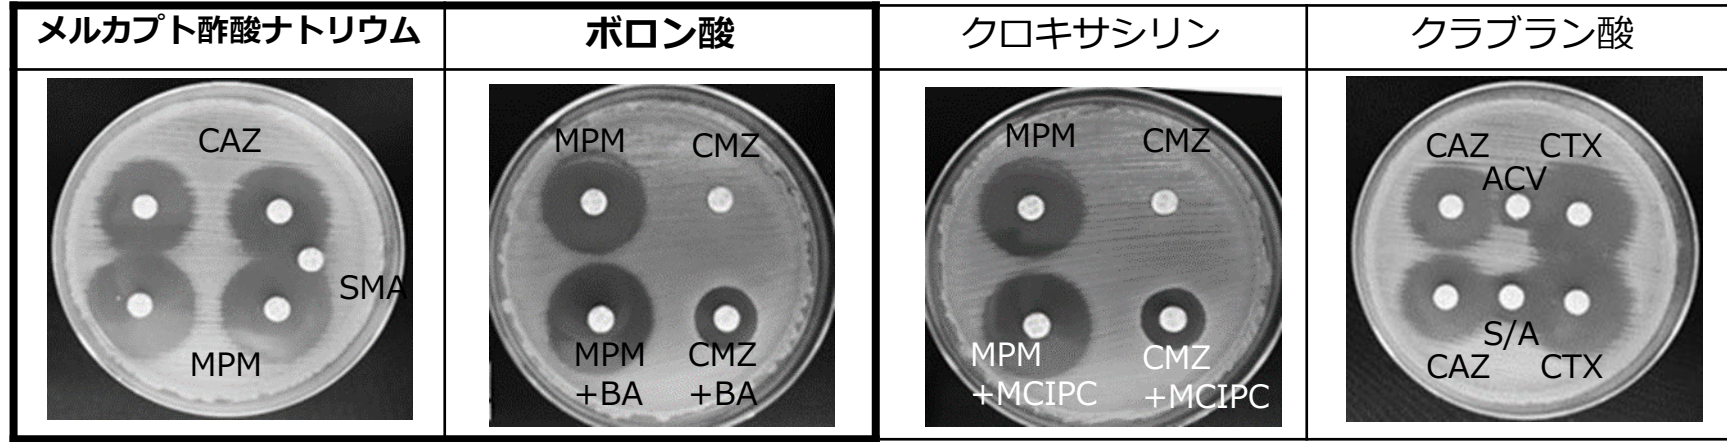 メルカプト酢酸ナトリウム
ボロン酸
クロキサシリン
クラブラン酸
CAZ
SMA
MPM
MPM
CMZ
MPM
+BA
CMZ
+BA
MPM
CMZ
MPM
+MCIPC
CMZ
+MCIPC
CAZ
CTX
ACV
S/A
CAZ
CTX